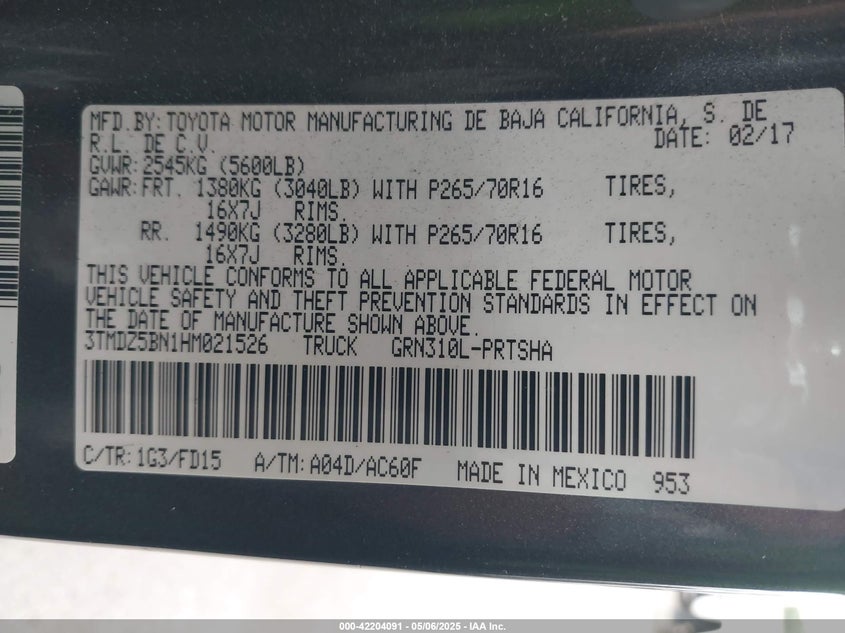 MFD.BY:TOYOTA MOTOR MANUFACTURING DE BAJA CALIFORNIA, S. DE
R.L. DE C.V. DATE: 02/17
GVWR:2545KG (5600LB)
GAWR:FRT. 1380KG (3040LB) WITH P265/70R16 TIRES,
16X7J RIMS.
RR. 1490KG (3280LB) WITH P265/70R16 TIRES,
16X7J RIMS.
THIS VEHICLE CONFORMS TO ALL APPLICABLE FEDERAL MOTOR
VEHICLE SAFETY AND THEFT PREVENTION STANDARDS IN EFFECT ON
THE DATE OF MANUFACTURE SHOWN ABOVE.
3TMDZ5BN1HM021526 TRUCK GRN310L-PRTSHA
C/TR:1G3/FD15 A/TM:A04D/AC60F MADE IN MEXICO 953
000-42204091 - 05/06/2025 - IAA Inc.